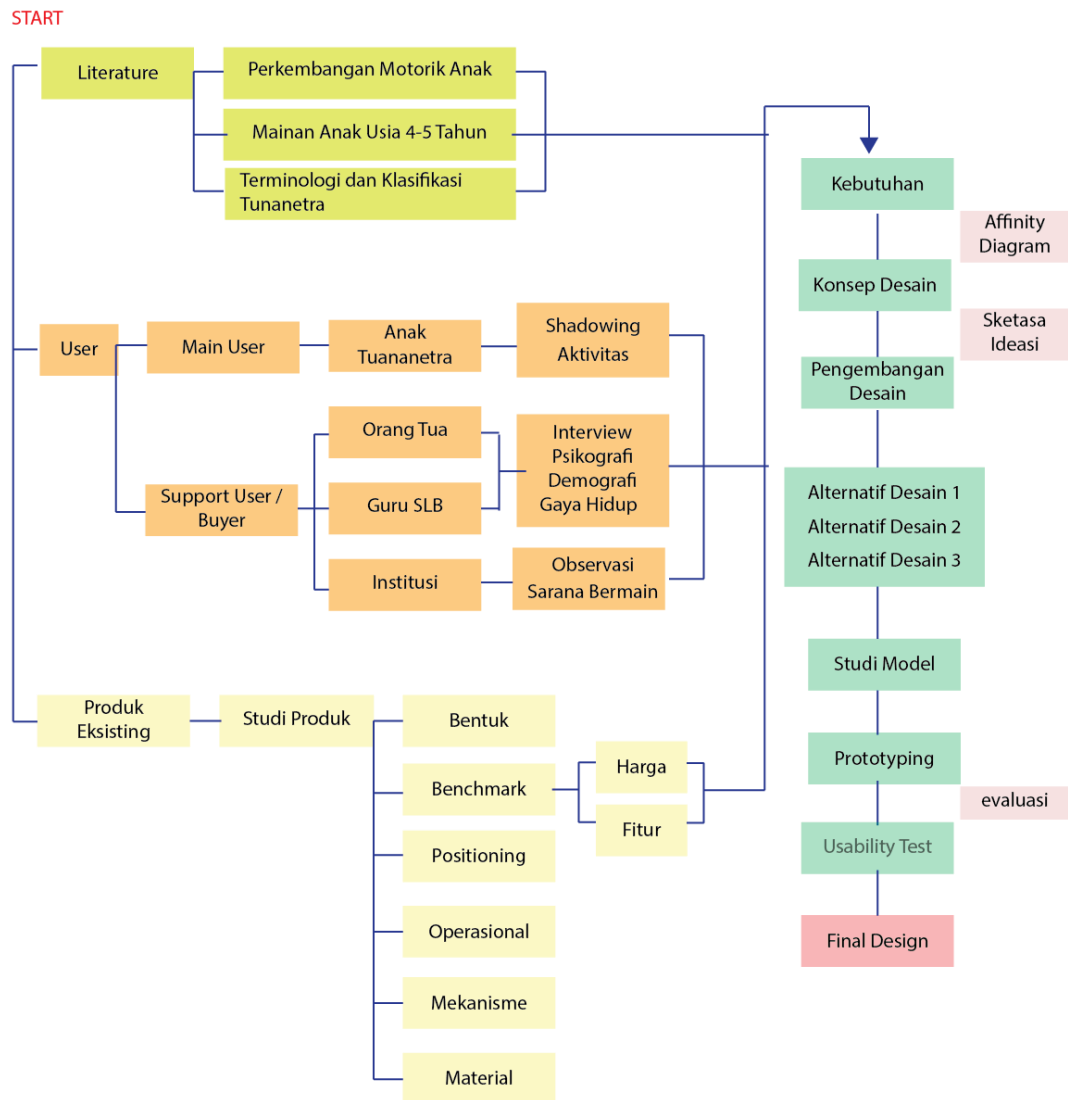 START
Literature
Perkembangan Motorik Anak
Mainan Anak Usia 4-5 Tahun
Terminologi dan Klasifikasi
Tunanetra
User
Main User
Anak
Tuananetra
Shadowing
Aktivitas
Support User /
Buyer
Orang Tua
Guru SLB
Institusi
Interview
Psikografi
Demografi
Gaya Hidup
Observasi
Sarana Bermain
Produk
Eksisting
Studi Produk
Bentuk
Benchmark
Positioning
Operasional
Mekanisme
Material
Harga
Fitur
Kebutuhan
Affinity
Diagram
Konsep Desain
Sketasa
Ideasi
Pengembangan
Desain
Alternatif Desain 1
Alternatif Desain 2
Alternatif Desain 3
Studi Model
Prototyping
evaluasi
Usability Test
Final Design